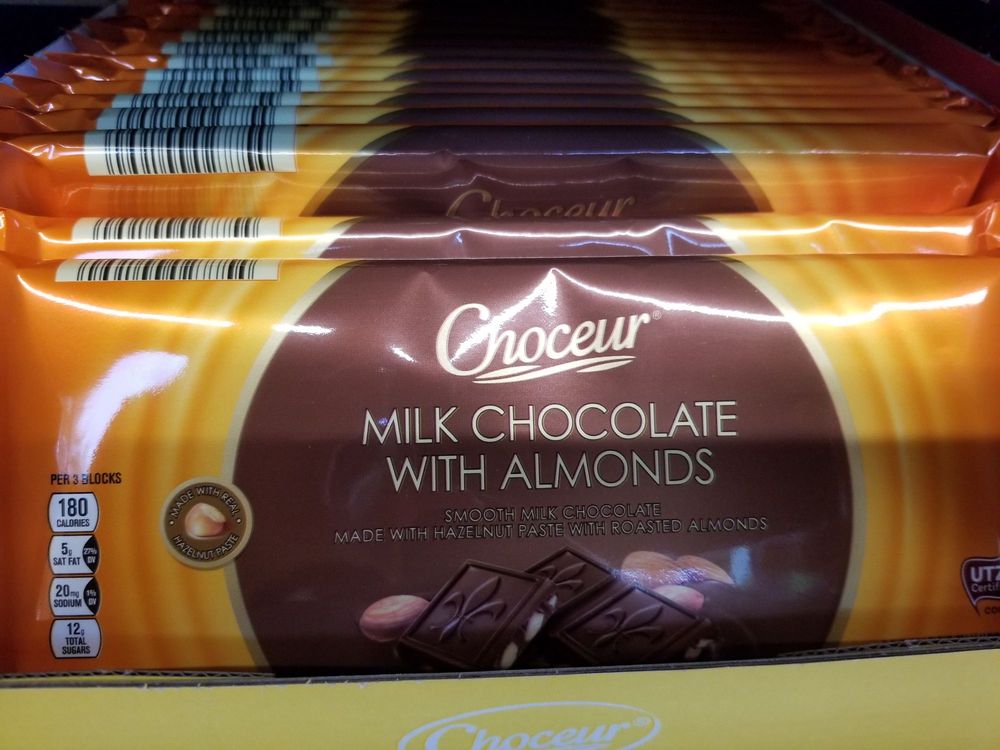 Choceur
Choceur®
MILK CHOCOLATE
WITH ALMONDS
SMOOTH MILK CHOCOLATE
MADE WITH HAZELNUT PASTE WITH ROASTED ALMONDS
PER 3 BLOCKS
180
CALORIES
5g
SAT FAT
27%
DV
20mg
SODIUM
1%
DV
12g
TOTAL
SUGARS
MADE WITH REAL
HAZELNUT PASTE
UTZ
Certif
co
Choceur®